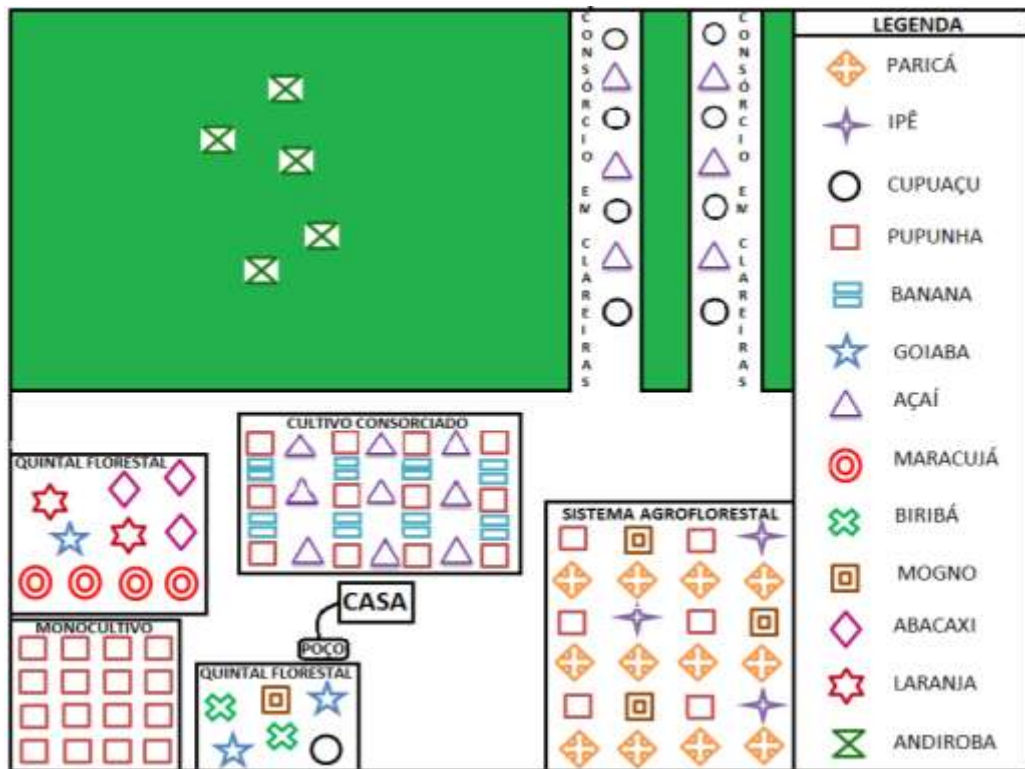 CONSÓRCIO EM CLAREIRAS
CONSÓRCIO EM CLAREIRAS
LEGENDA
PARICÁ
IPÊ
CUPUAÇU
PUPUNHA
BANANA
GOIABA
AÇAÍ
MARACUJÁ
BIRIBÁ
MOGNO
ABACAXI
LARANJA
ANDIROBA
CULTIVO CONSORCIADO
QUINTAL FLORESTAL
SISTEMA AGROFLORESTAL
CASA
MONOCULTIVO
POÇO
QUINTAL FLORESTAL